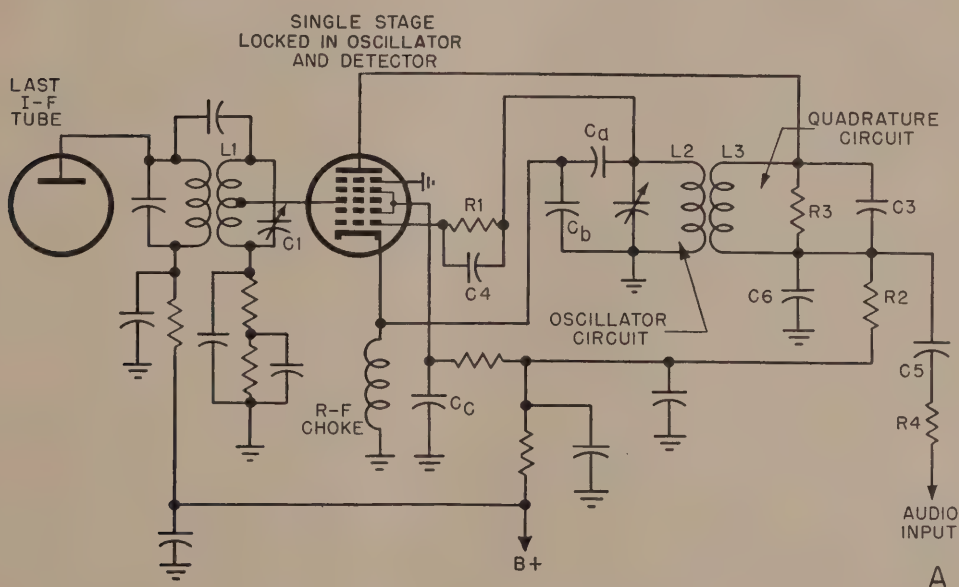 SINGLE STAGE
LOCKED IN OSCILLATOR
AND DETECTOR
LAST
I-F
TUBE
L1
C1
R1
C4
Ca
Cb
L2
L3
QUADRATURE
CIRCUIT
R3
C3
C6
R2
OSCILLATOR
CIRCUIT
R-F
CHOKE
CC
C5
R4
B+
AUDIO
INPUT
A